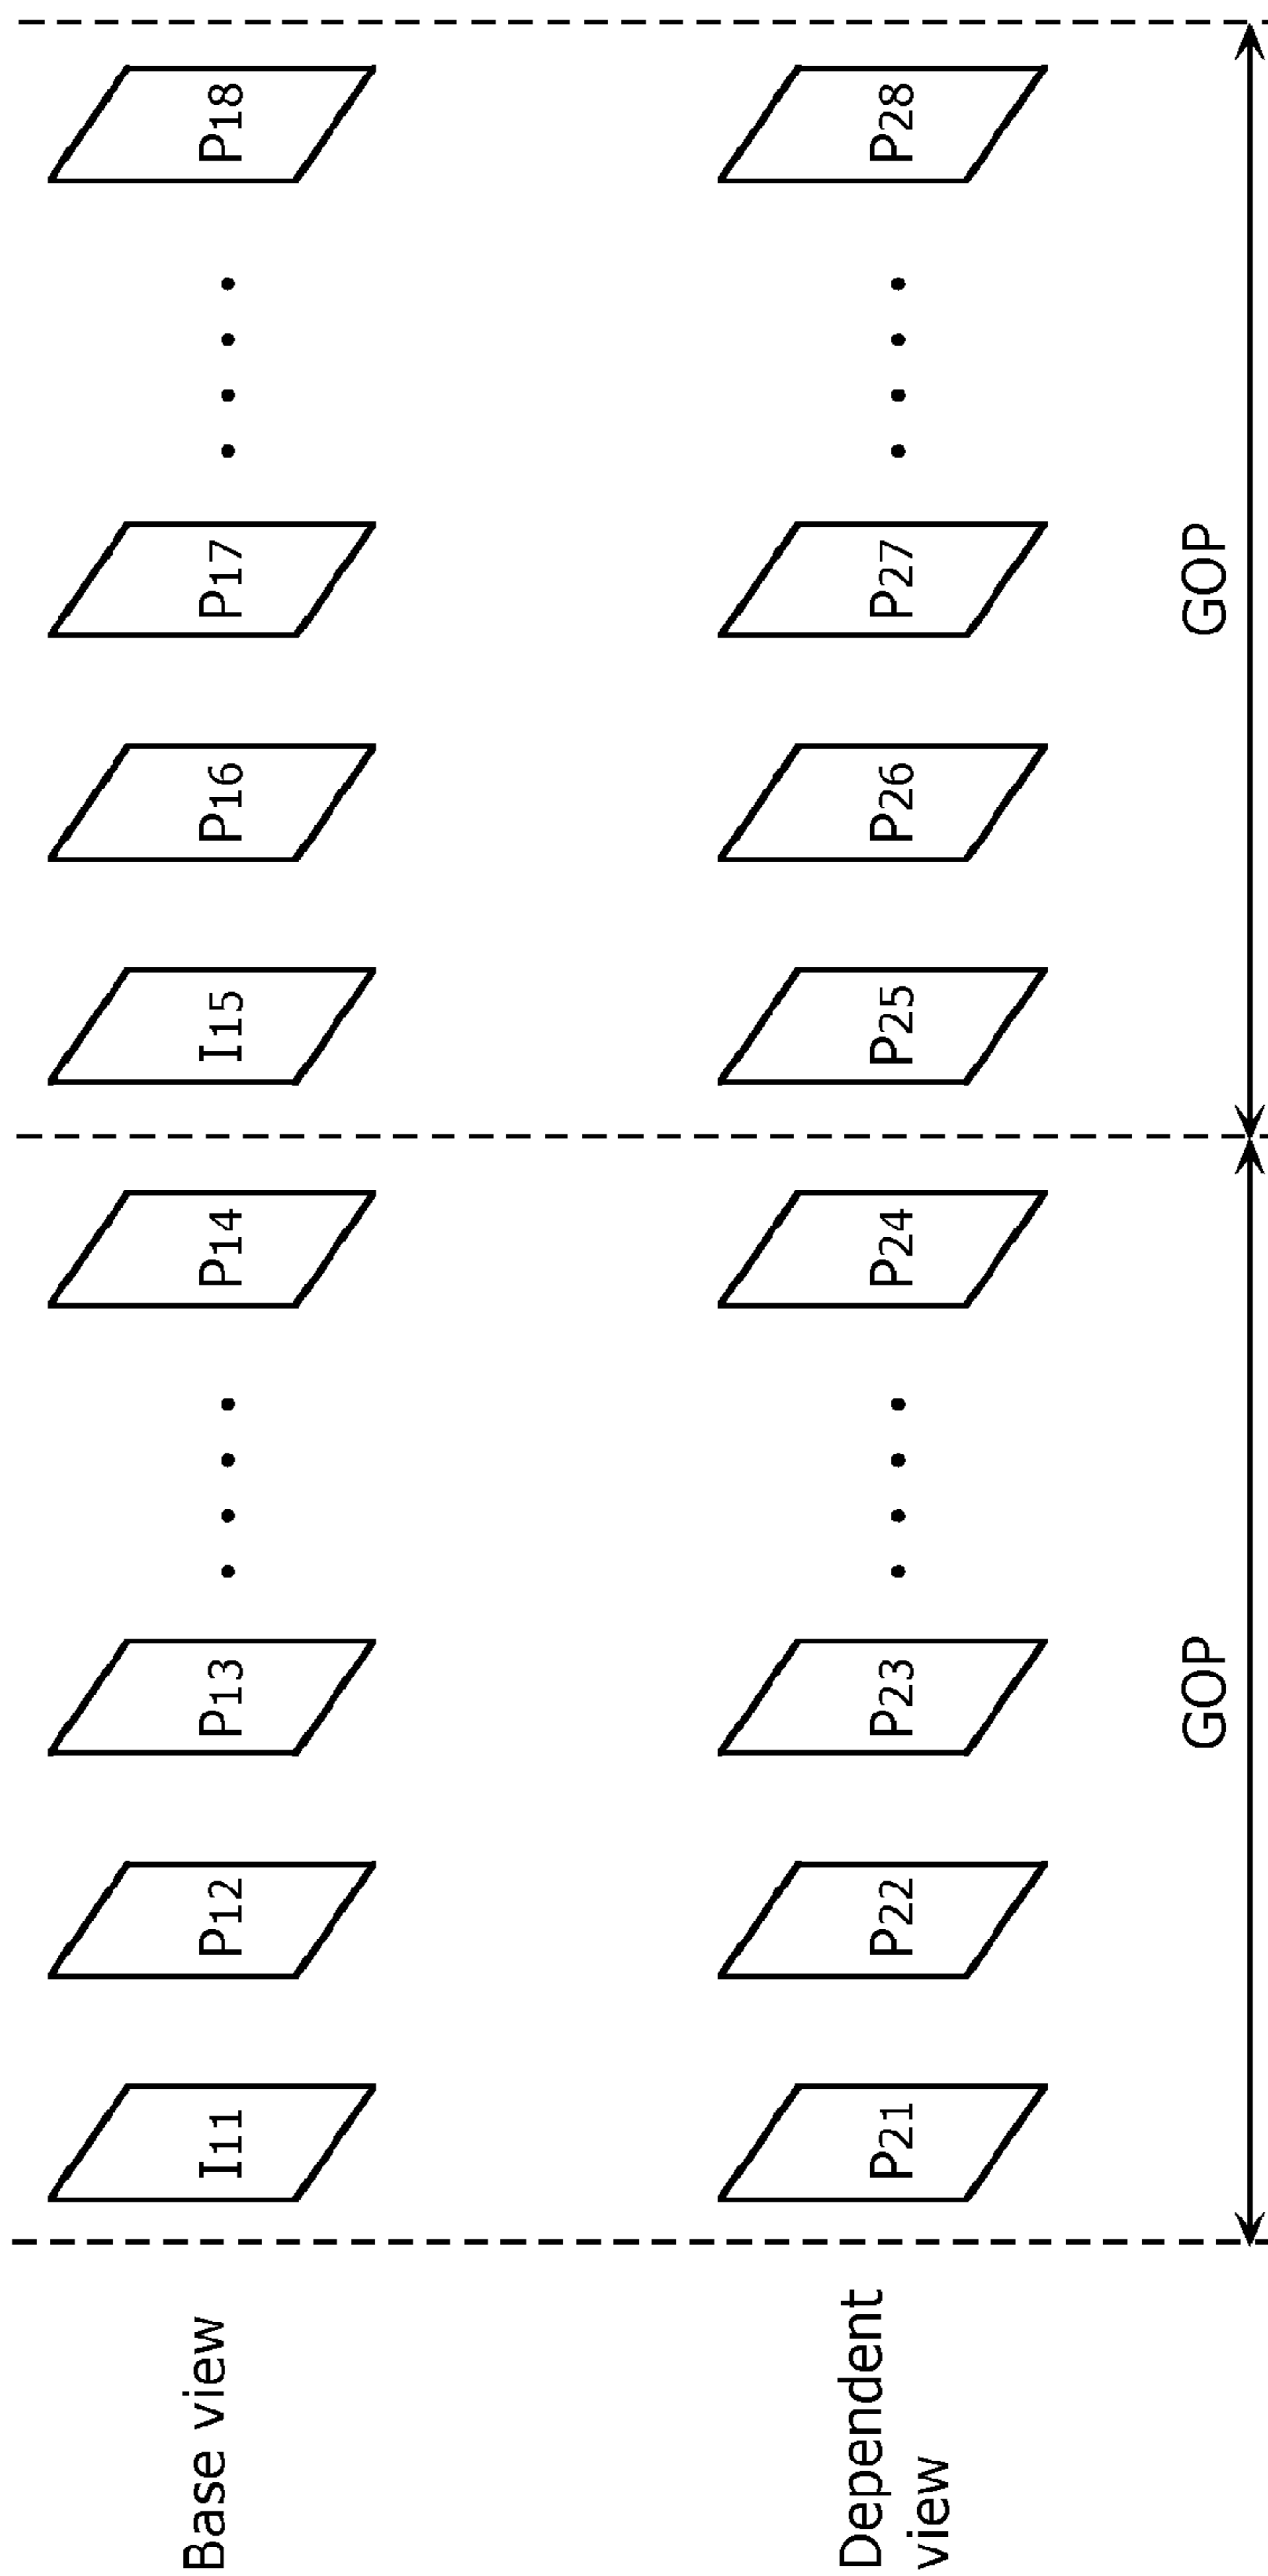 Base view
I11
P12
P13
P14
I15
P16
P17
P18
Dependent
view
P21
P22
P23
P24
P25
P26
P27
P28
GOP
GOP